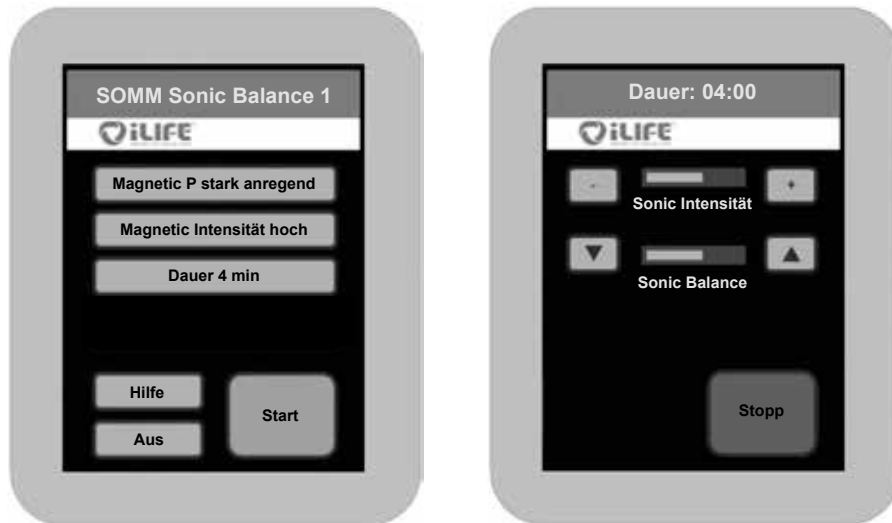 SOMM Sonic Balance 1
iLIFE
Magnetic P stark anregend
Magnetic Intensität hoch
Dauer 4 min
Hilfe
Aus
Start
Dauer: 04:00
iLIFE
- +
Sonic Intensität
▼ ▲
Sonic Balance
Stopp